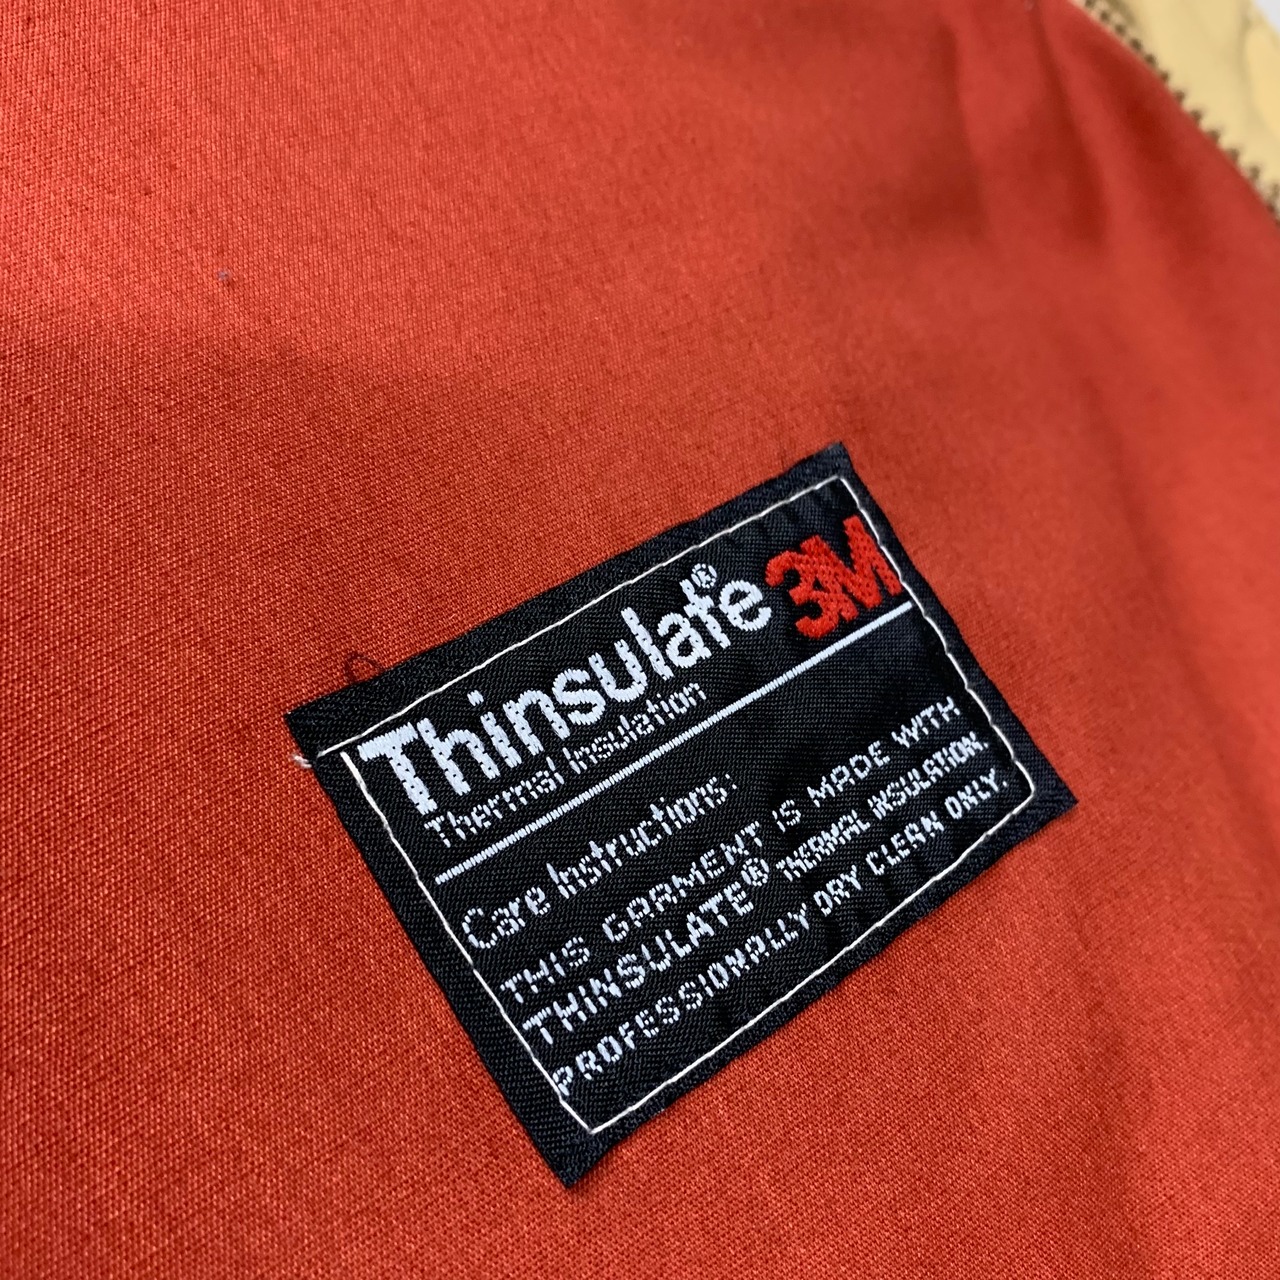 Thinsulate® 3M
Thermal Insulation
Care Instructions:
THIS GARMENT IS MADE WITH
THINSULATE® THERMAL INSULATION.
PROFESSIONALLY DRY CLEAN ONLY.